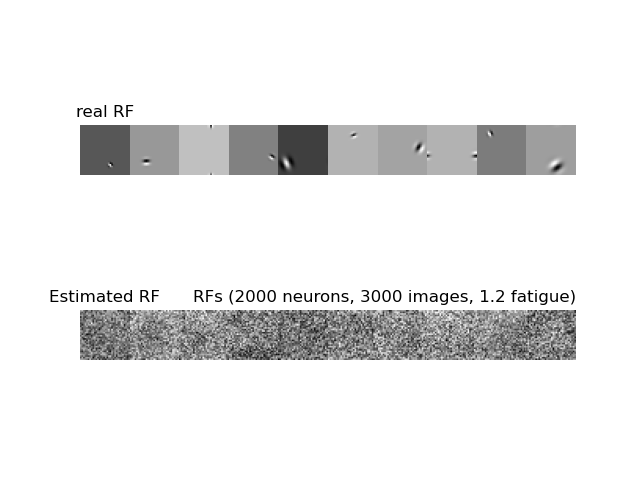 real RF
Estimated RF
RFs (2000 neurons, 3000 images, 1.2 fatigue)